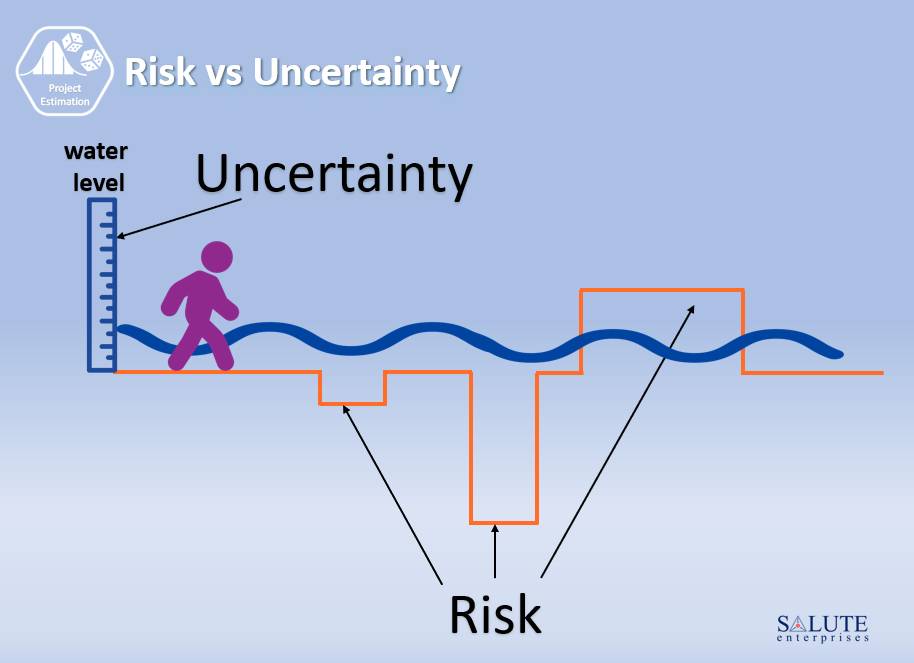 Project
Estimation
Risk vs Uncertainty
water
level
Uncertainty
Risk
SALUTE
enterprises